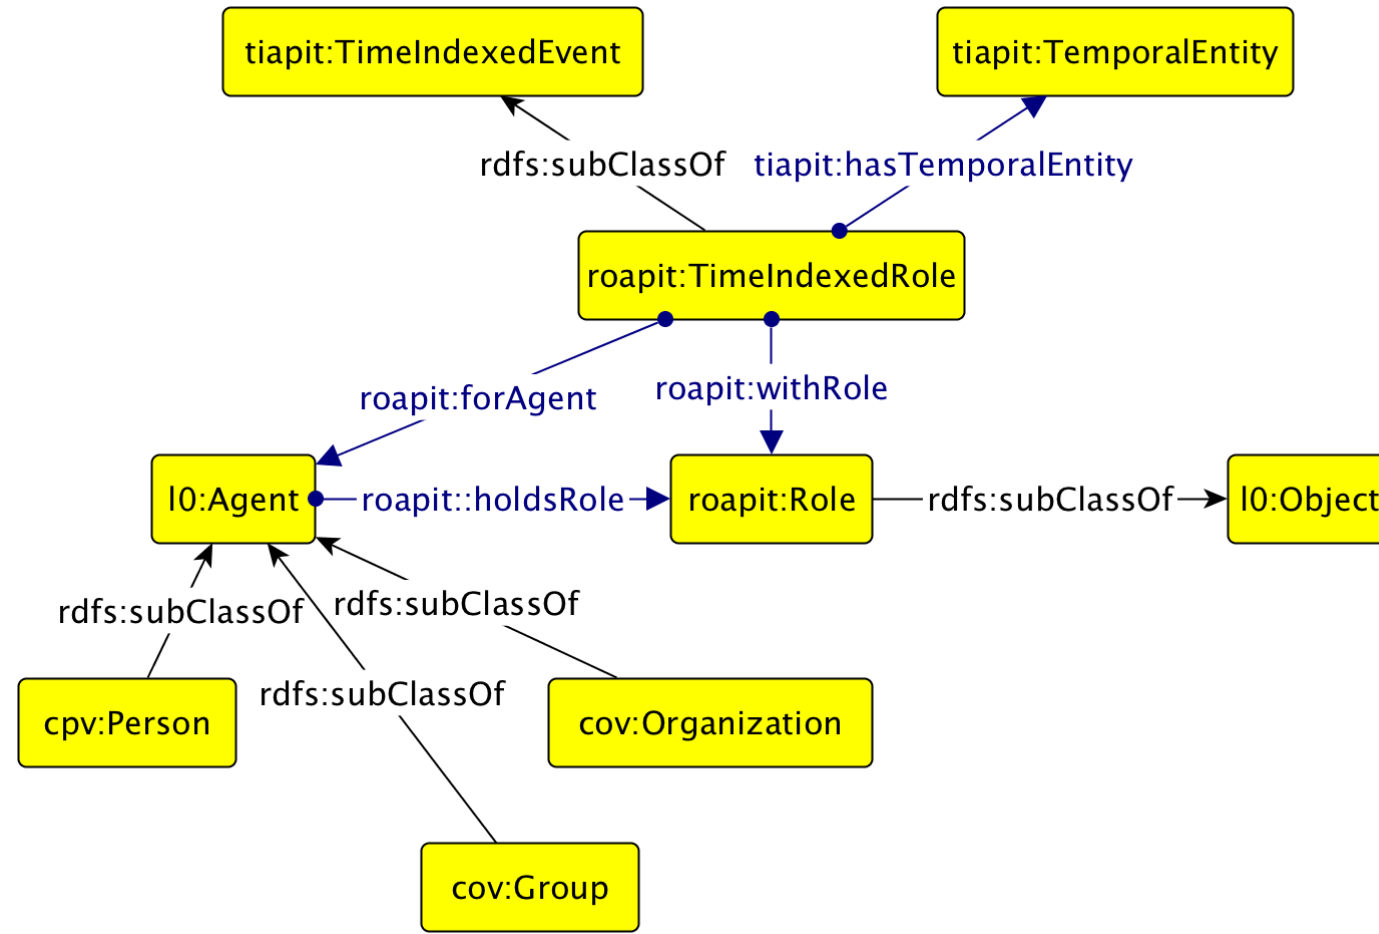 tiapit:TimeIndexedEvent
tiapit:TemporalEntity
rdfs:subClassOf
tiapit:hasTemporalEntity
roapit:TimeIndexedRole
roapit:forAgent
roapit:withRole
l0:Agent
roapit::holdsRole
roapit:Role
rdfs:subClassOf
l0:Object
rdfs:subClassOf
rdfs:subClassOf
rdfs:subClassOf
cpv:Person
cov:Organization
cov:Group